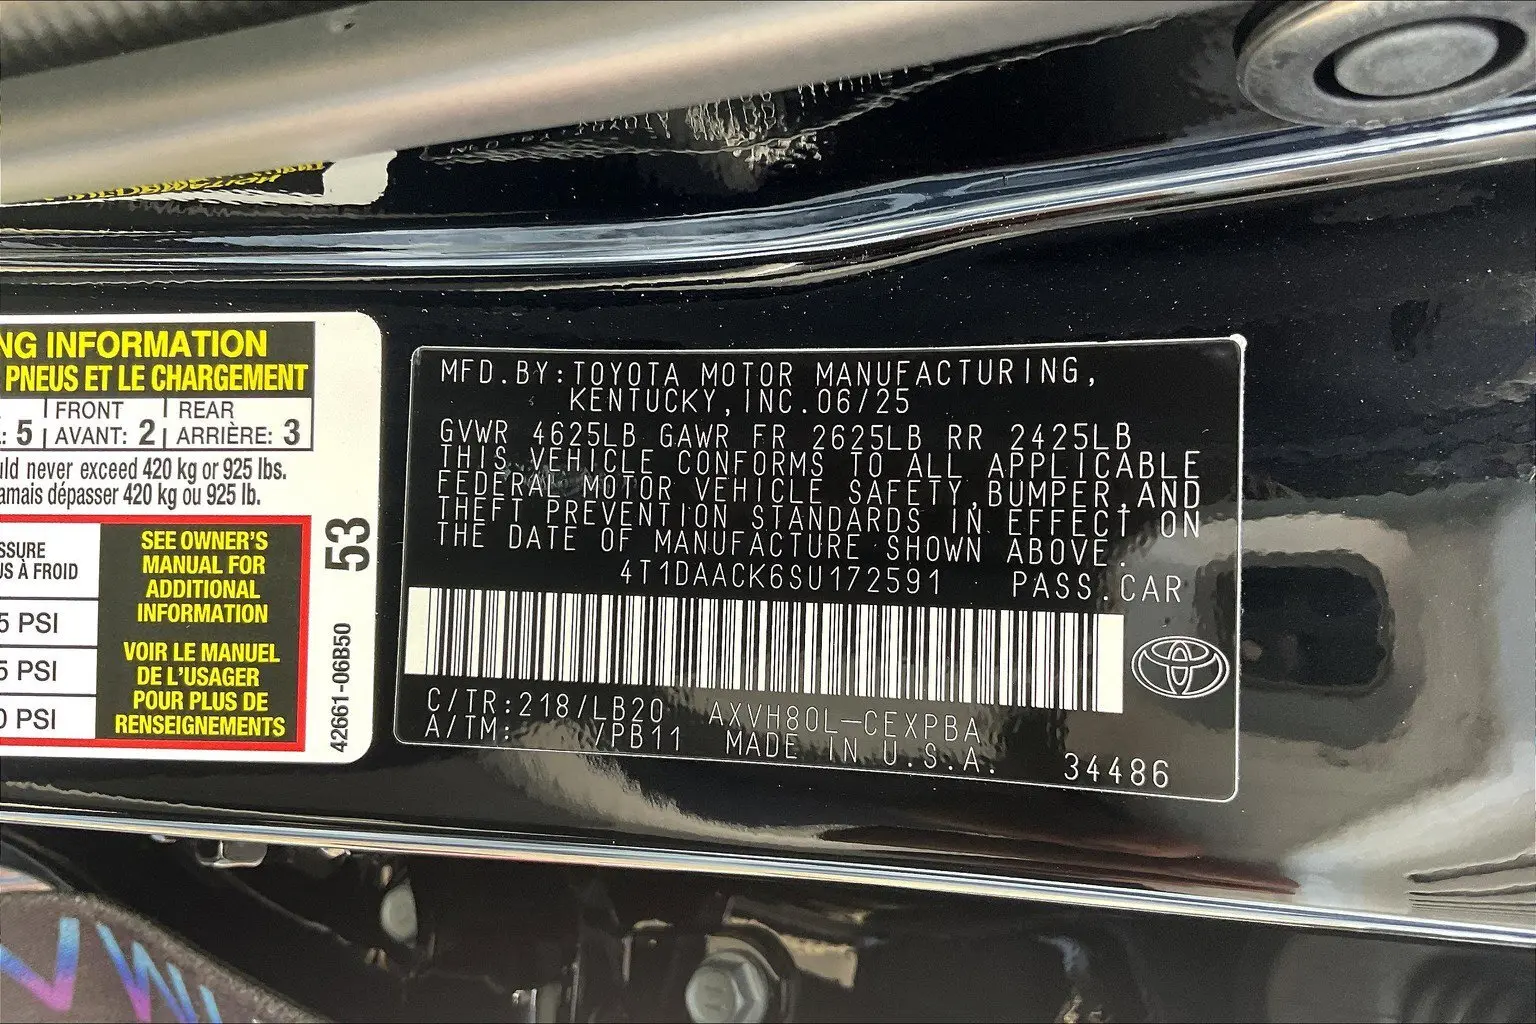 NG INFORMATION
PNEUS ET LE CHARGEMENT
: 5 | FRONT AVANT: 2 | REAR ARRIÈRE: 3
uld never exceed 420 kg or 925 lbs.
amais dépasser 420 kg ou 925 lb.
SSURE
S À FROID
5 PSI
5 PSI
0 PSI
SEE OWNER'S
MANUAL FOR
ADDITIONAL
INFORMATION
VOIR LE MANUEL
DE L'USAGER
POUR PLUS DE
RENSEIGNEMENTS
53
42661-06B50
MFD.BY:TOYOTA MOTOR MANUFACTURING,
KENTUCKY,INC.06/25
GVWR 4625LB GAWR FR 2625LB RR 2425LB
THIS VEHICLE CONFORMS TO ALL APPLICABLE
FEDERAL MOTOR VEHICLE SAFETY,BUMPER,AND
THEFT PREVENTION STANDARDS IN EFFECT ON
THE DATE OF MANUFACTURE SHOWN ABOVE.
4T1DAACK6SU172591 PASS.CAR
C/TR:218/LB20 AXVH80L-CEXPBA
A/TM: /PB11 MADE IN U.S.A. 34486